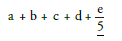 a + b + c + d + e/5